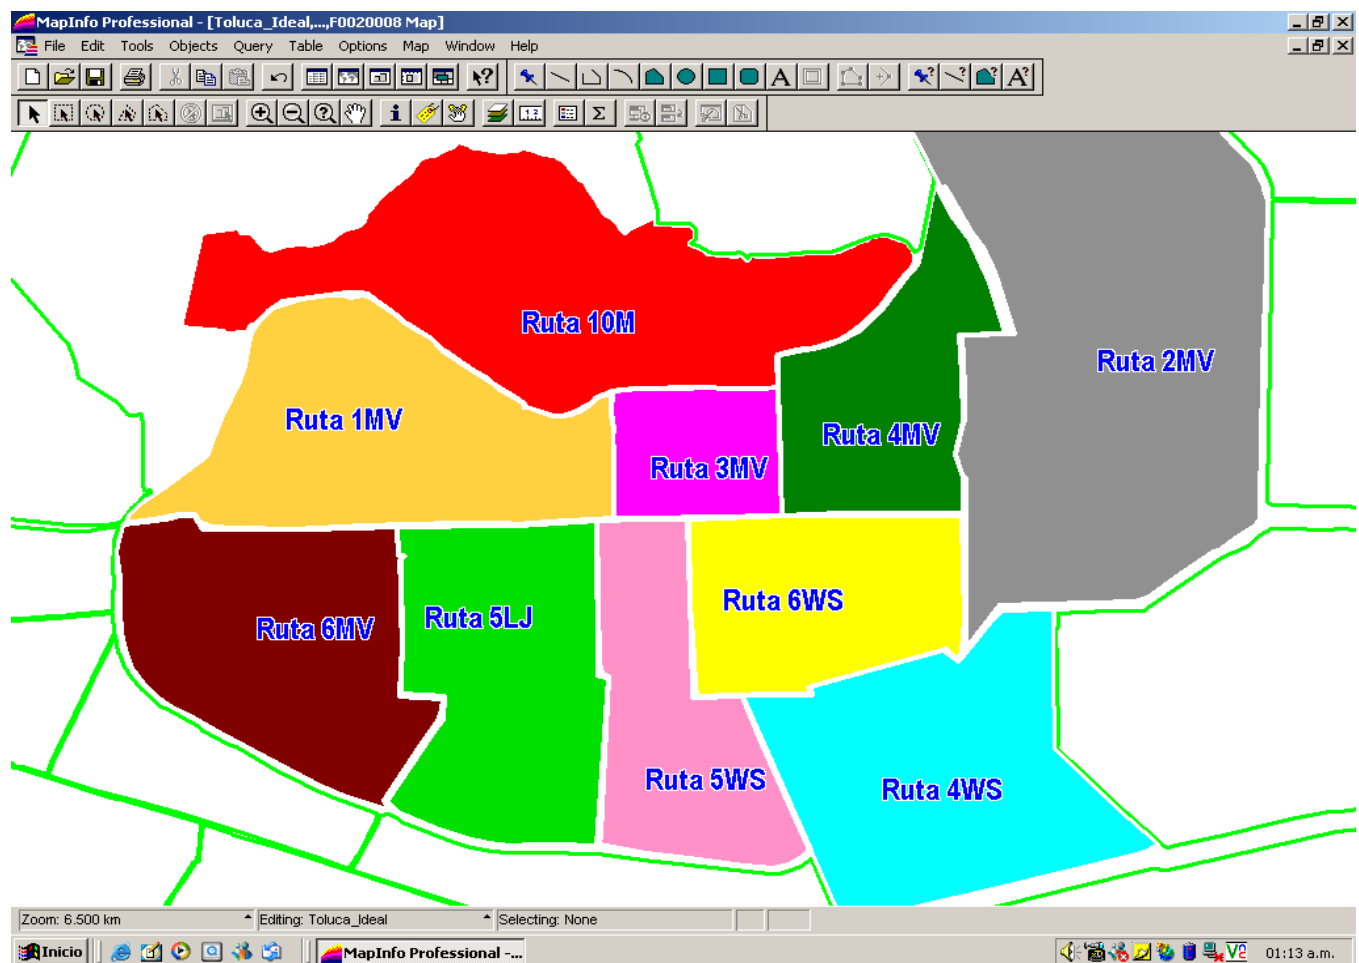 MapInfo Professional - [Toluca_Ideal,...,F0020008 Map]
File Edit Tools Objects Query Table Options Map Window Help
Ruta 10M
Ruta 2MV
Ruta 1MV
Ruta 4MV
Ruta 3MV
Ruta 6WS
Ruta 5LJ
Ruta 6MV
Ruta 5WS
Ruta 4WS
Zoom: 6.500 km Editing: Toluca_Ideal Selecting: None
Inicio MapInfo Professional -... 01:13 a.m.